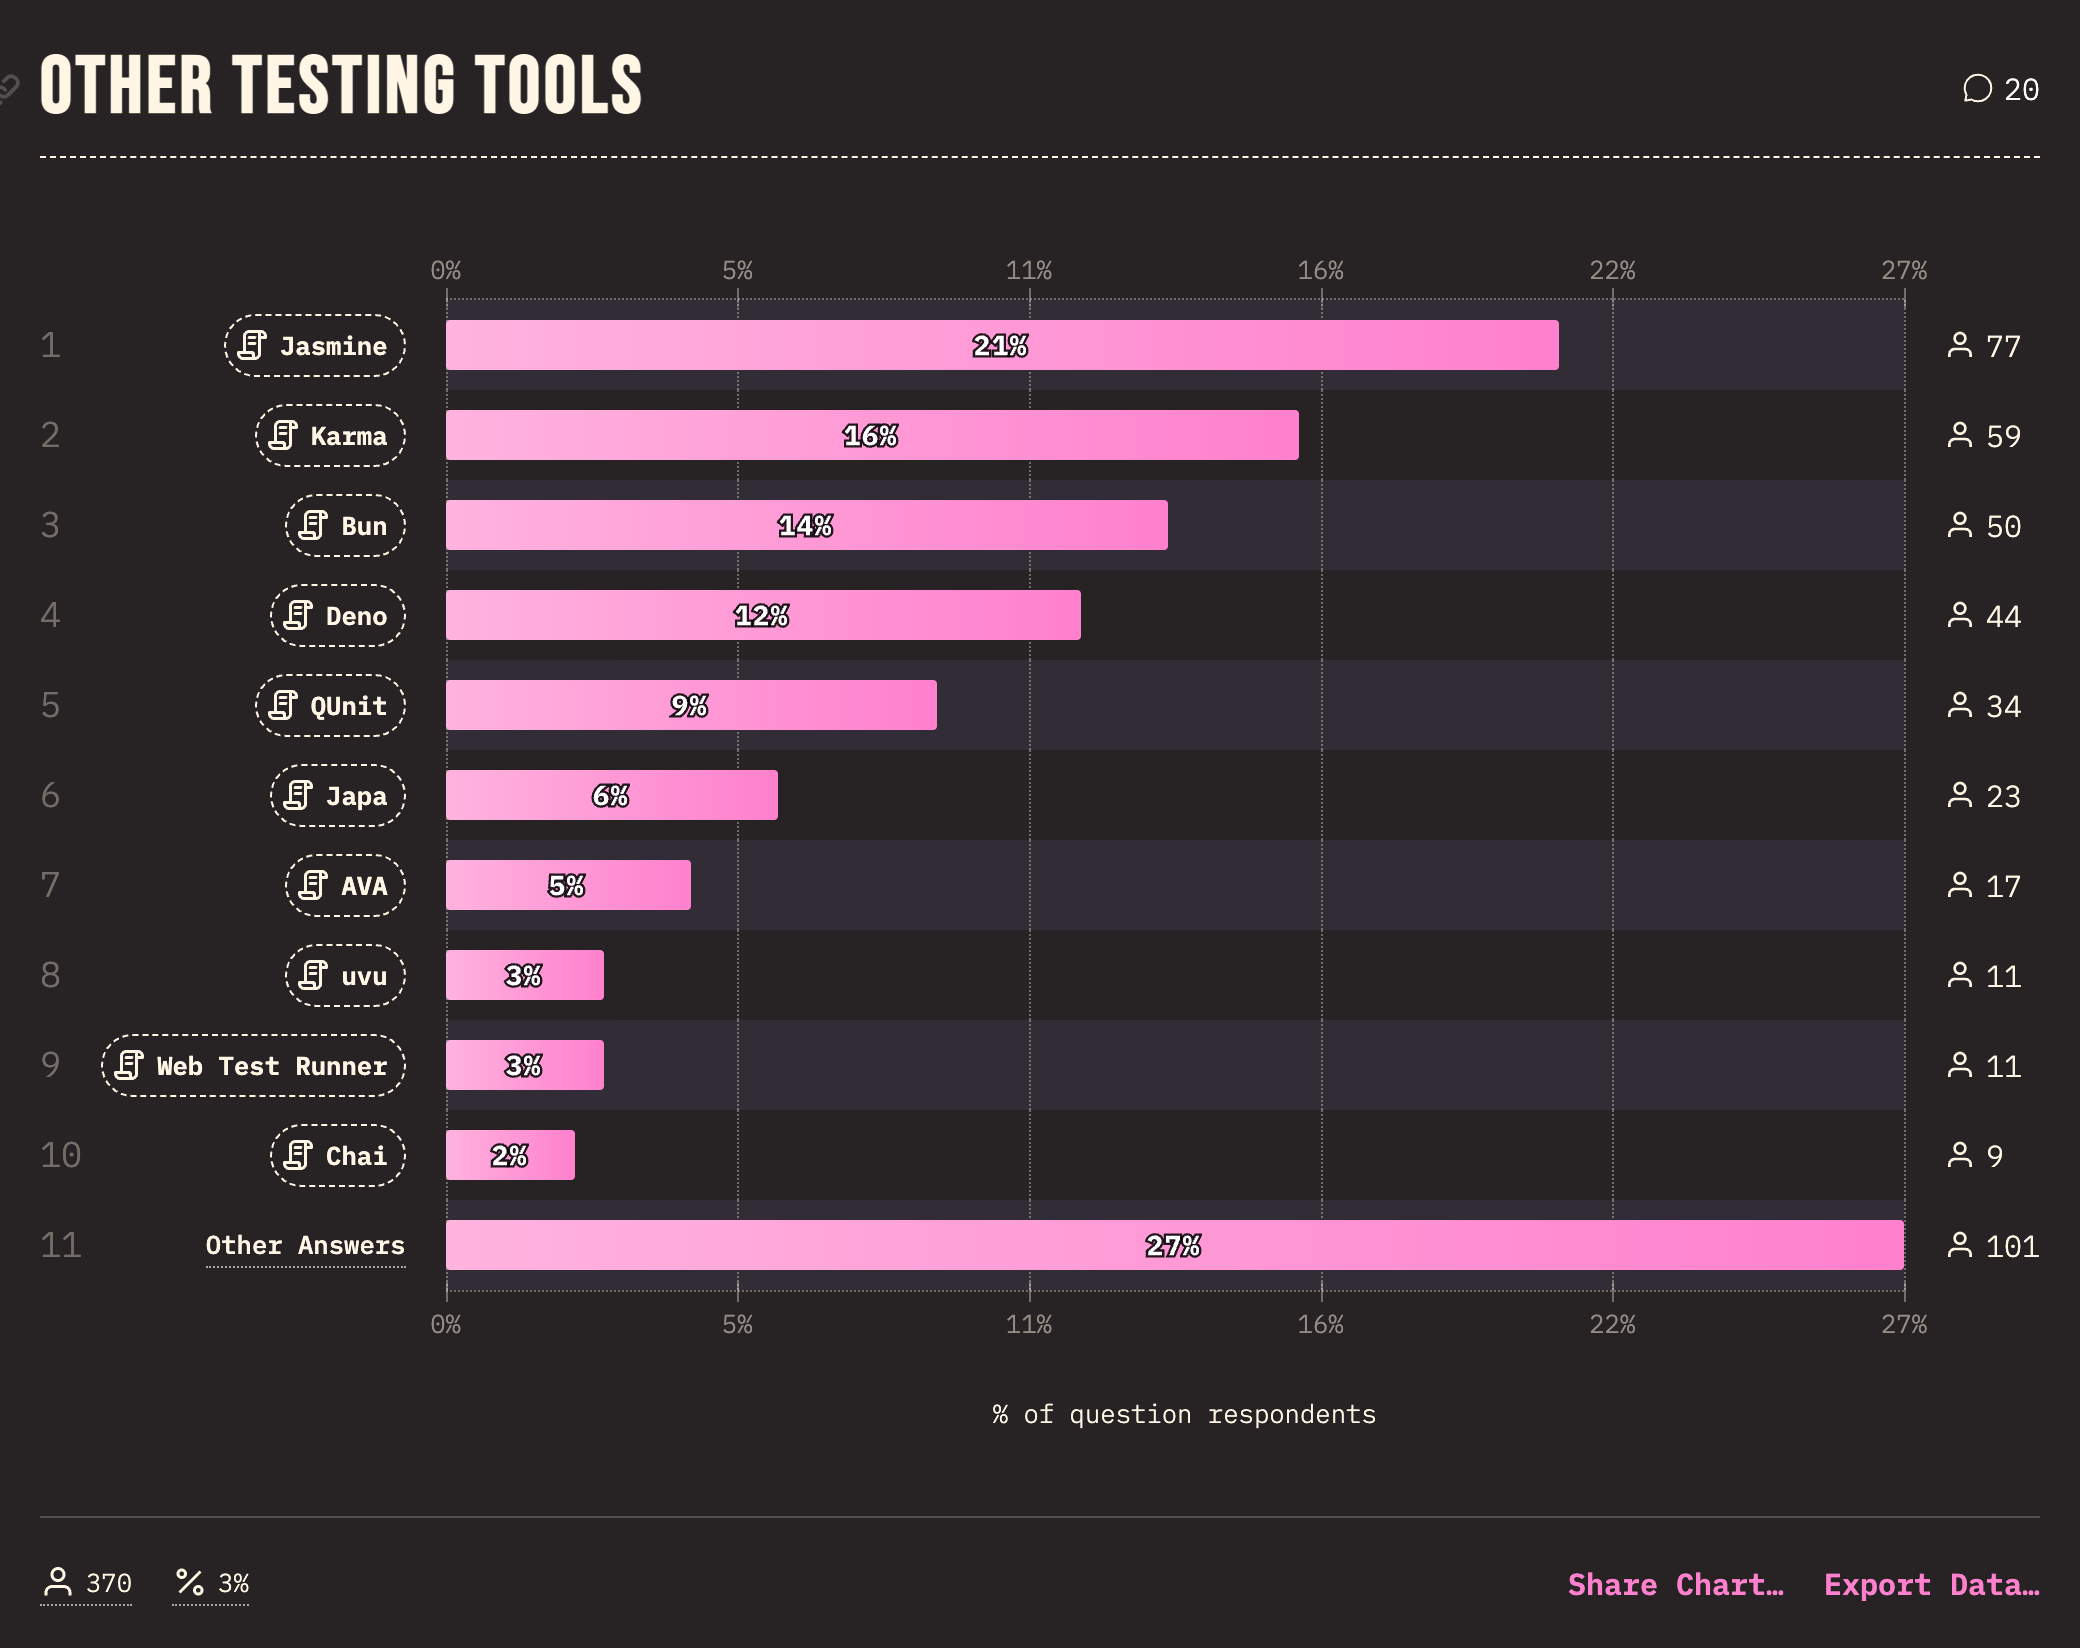 OTHER TESTING TOOLS
20
0% 5% 11% 16% 22% 27%
1 Jasmine 21% 77
2 Karma 16% 59
3 Bun 14% 50
4 Deno 12% 44
5 QUnit 9% 34
6 Japa 6% 23
7 AVA 5% 17
8 uvu 3% 11
9 Web Test Runner 3% 11
10 Chai 2% 9
11 Other Answers 27% 101
0% 5% 11% 16% 22% 27%
% of question respondents
370 3%
Share Chart… Export Data…